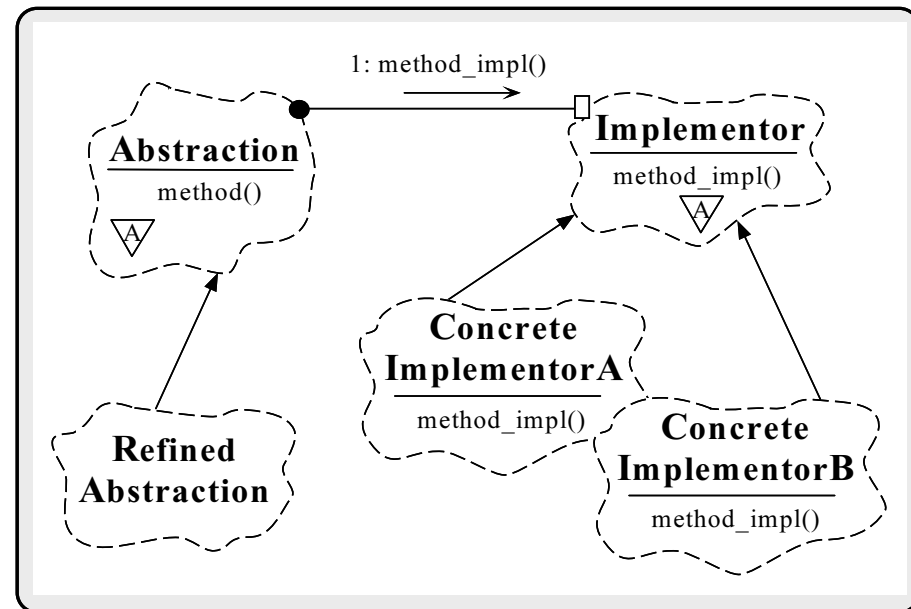 1: method_impl()
Abstraction
method()
A
Implementor
method_impl()
A
Concrete
ImplementorA
method_impl()
Refined
Abstraction
Concrete
ImplementorB
method_impl()